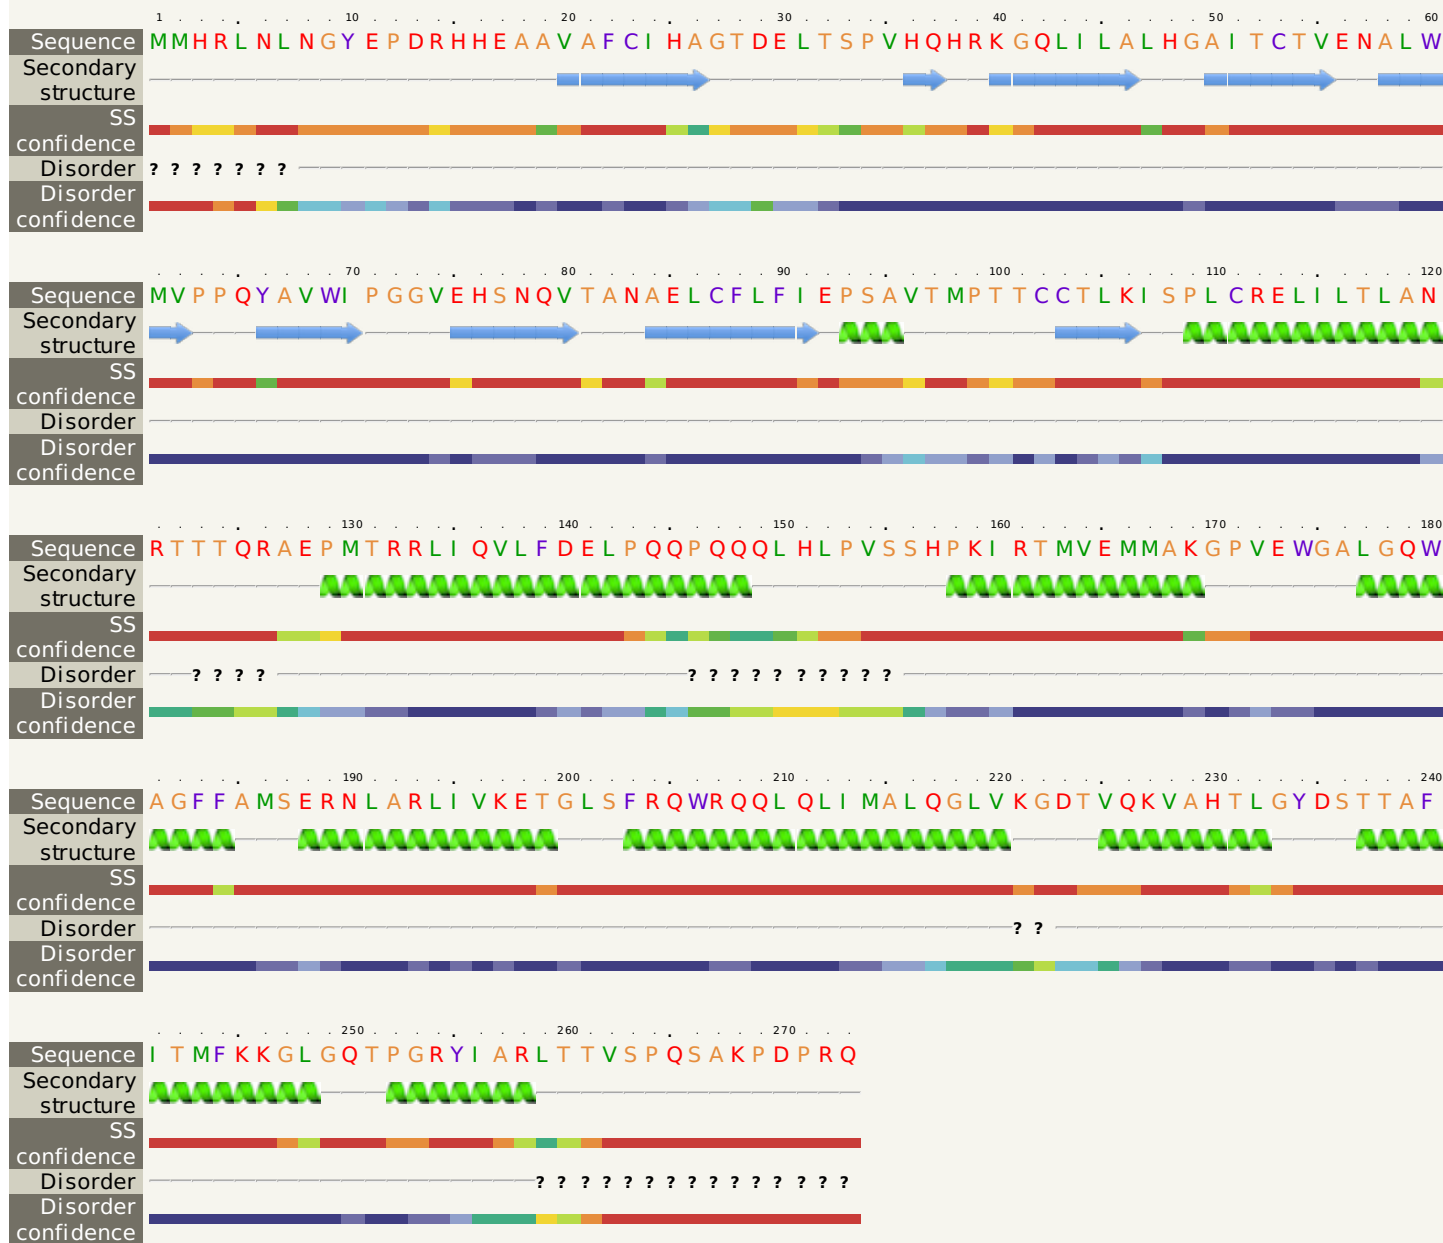 1 . . . . . . . . 10 . . . . . . . . . 20 . . . . . . . . . 30 . . . . . . . . . 40 . . . . . . . . . 50 . . . . . . . . . 60
Sequence MMHRLNLNGYEPDRHHEAAVAFCIHAGTDELTSPVHQHRKGQLILALHGAITCTVENALW
Secondary
structure
SS
confidence
Disorder ? ? ? ? ? ? ?
Disorder
confidence
. . . . . . . . . 70 . . . . . . . . . 80 . . . . . . . . . 90 . . . . . . . . . 100 . . . . . . . . . 110 . . . . . . . . . 120
Sequence MVPPQYAVWIPGGVEHSNQVTANAELCFLFIEPSAVTMPTTCCTLKISPLCRELILTLAN
Secondary
structure
SS
confidence
Disorder
Disorder
confidence
. . . . . . . . . 130 . . . . . . . . . 140 . . . . . . . . . 150 . . . . . . . . . 160 . . . . . . . . . 170 . . . . . . . . . 180
Sequence RTTTQRAEPMTRRLIQVLFDELPQQPQQQLHLPVSSHPKIRTMVEMMAKGPVEWGALGQW
Secondary
structure
SS
confidence
Disorder ? ? ? ? ? ? ? ? ? ? ? ? ? ?
Disorder
confidence
. . . . . . . . . 190 . . . . . . . . . 200 . . . . . . . . . 210 . . . . . . . . . 220 . . . . . . . . . 230 . . . . . . . . . 240
Sequence AGFFAMSERNLARLIVKETGLSFRQWRQQLQLIMALQGLVKGDTVQKVAHTLGYDSTTAF
Secondary
structure
SS
confidence
Disorder ? ?
Disorder
confidence
. . . . . . . . . 250 . . . . . . . . . 260 . . . . . . . . . 270 . . .
Sequence ITMFKKGLGQTPGRYIARLTTVSPQSAKPDPRQ
Secondary
structure
SS
confidence
Disorder ? ? ? ? ? ? ? ? ? ? ? ? ? ? ?
Disorder
confidence